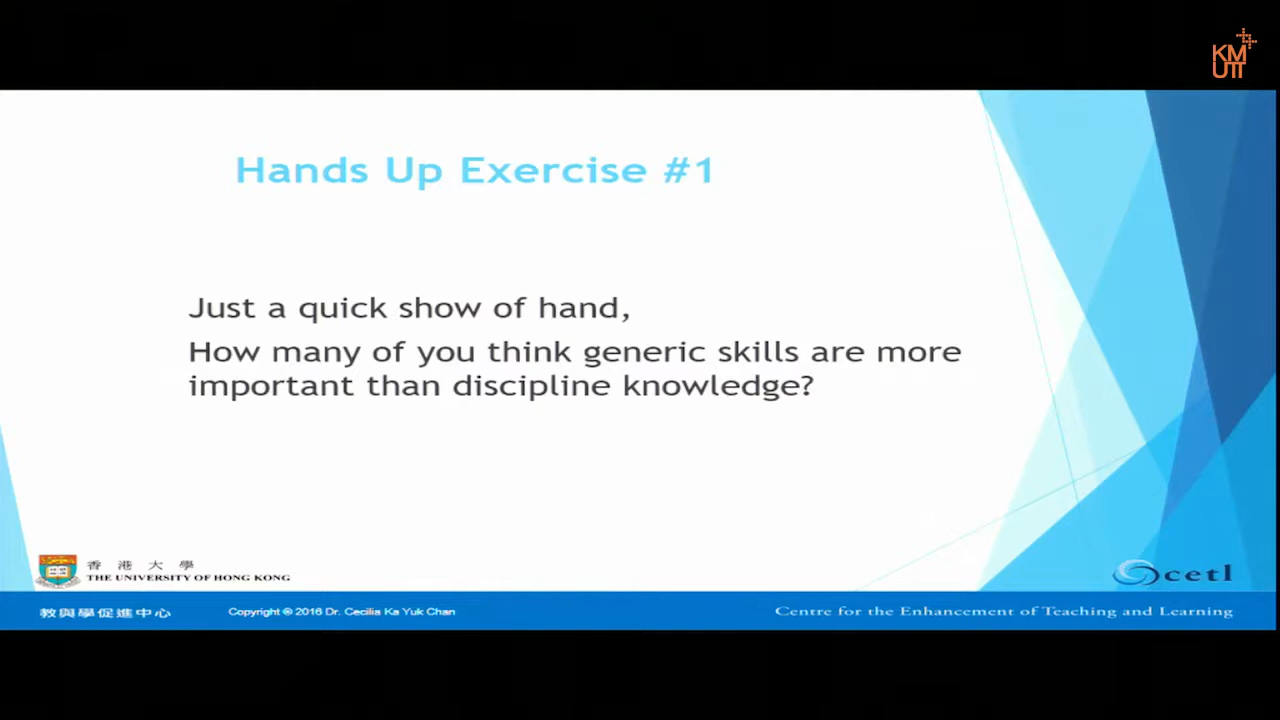 KM
UTT
Hands Up Exercise #1
Just a quick show of hand,
How many of you think generic skills are more
important than discipline knowledge?
香港大學
THE UNIVERSITY OF HONG KONG
cetl
教與學促進中心
Copyright © 2016 Dr. Cecilia Ka Yuk Chan
Centre for the Enhancement of Teaching and Learning